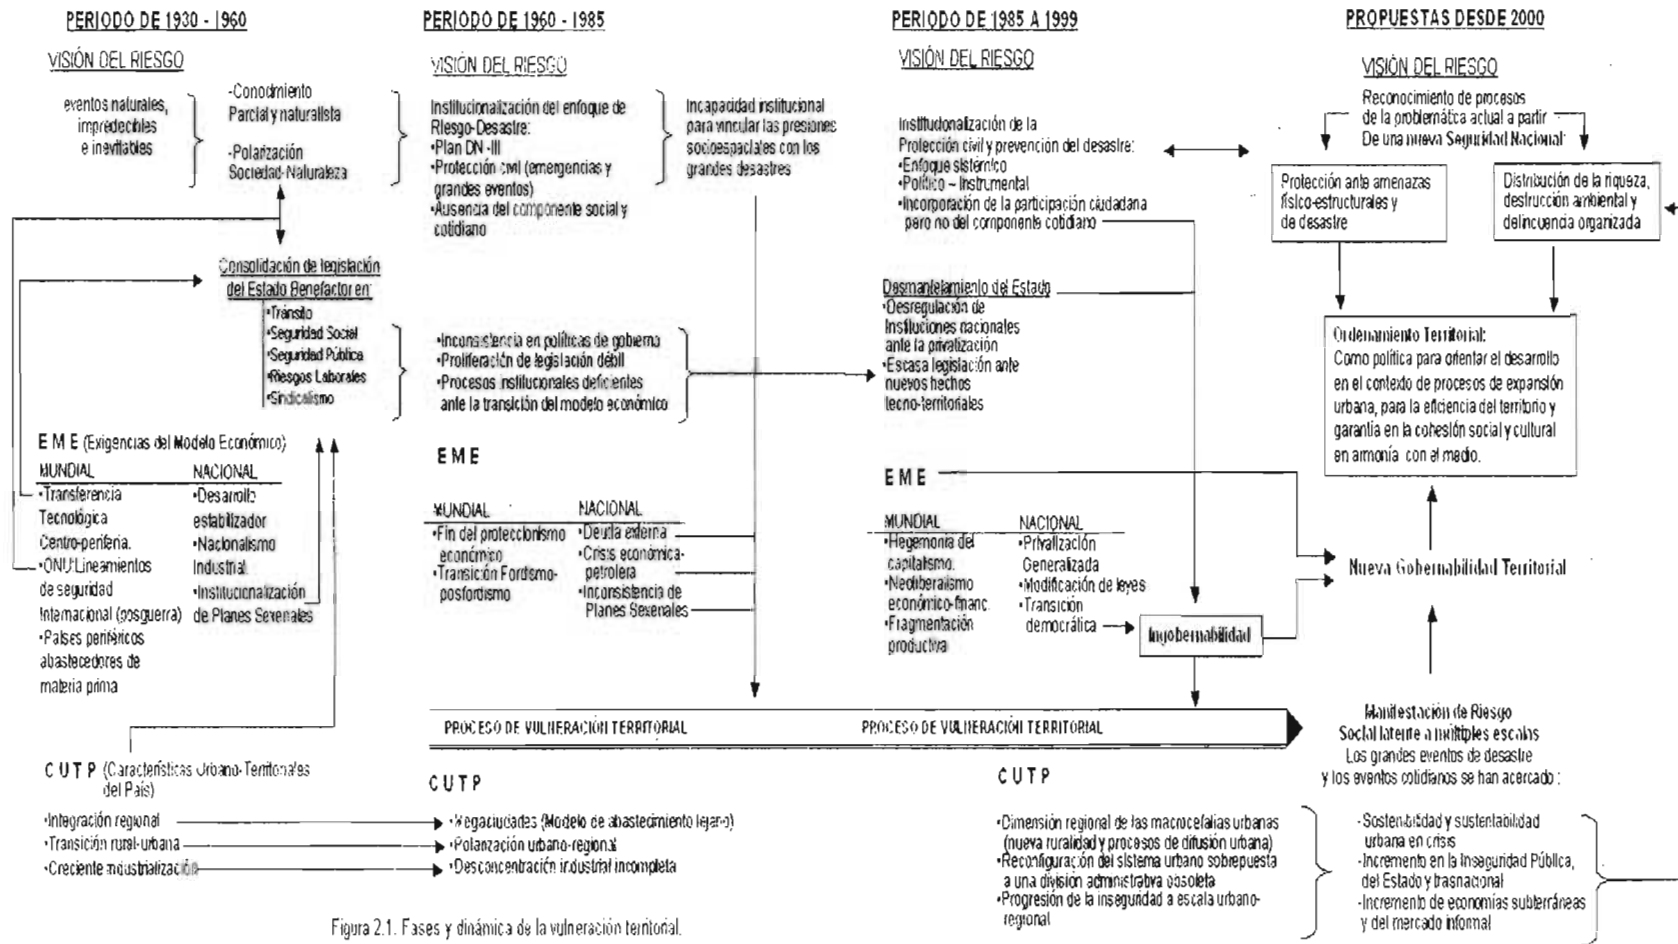 PERIODO DE 1930 - 1960
VISIÓN DEL RIESGO
eventos naturales,
impredecibles
e inevitables
-Conocimiento
Parcial y naturalista
-Polarización
Sociedad-Naturaleza
Consolidación de legislación
del Estado Benefactor en:
•Tránsito
•Seguridad Social
•Seguridad Pública
•Riesgos Laborales
•Sindicalismo
E M E (Exigencias del Modelo Económico)
MUNDIAL
•Transferencia
Tecnológica
Centro-periferia.
•ONU:Lineamientos
de seguridad
Internacional (posguerra)
•Países periféricos
abastecedores de
materia prima
NACIONAL
•Desarrollo
estabilizador
•Nacionalismo
Industrial
•Institucionalización
de Planes Sexenales
C U T P (Características Urbano-Territoriales
del País)
•Integración regional
•Transición rural-urbana
•Creciente industrialización
PERIODO DE 1960 - 1985
VISIÓN DEL RIESGO
Institucionalización del enfoque de
Riesgo-Desastre:
•Plan DN -III
•Protección civil (emergencias y
grandes eventos)
•Ausencia del componente social y
cotidiano
Incapacidad institucional
para vincular las presiones
socioespaciales con los
grandes desastres
•Inconsistencia en políticas de gobierno
•Proliferación de legislación débil
•Procesos institucionales deficientes
ante la transición del modelo económico
E M E
MUNDIAL
•Fin del proteccionismo
económico
•Transición Fordismo-
posfordismo
NACIONAL
•Deuda externa
•Crisis económica-
petrolera
•Inconsistencia de
Planes Sexenales
PROCESO DE VULNERACIÓN TERRITORIAL
C U T P
•Megaciudades (Modelo de abastecimiento lejano)
•Polarización urbano-regional
•Desconcentración industrial incompleta
PERIODO DE 1985 A 1999
VISIÓN DEL RIESGO
Institucionalización de la
Protección civil y prevención del desastre:
•Enfoque sistémico
•Político – Instrumental
•Incorporación de la participación ciudadana
pero no del componente cotidiano
Desmantelamiento del Estado
•Desregulación de
Instituciones nacionales
ante la privatización
•Escasa legislación ante
nuevos hechos
tecno-territoriales
E M E
MUNDIAL
•Hegemonía del
capitalismo.
•Neoliberalismo
económico-financ.
•Fragmentación
productiva
NACIONAL
•Privatización
Generalizada
•Modificación de leyes
•Transición
democrática
Ingobernabilidad
PROCESO DE VULNERACIÓN TERRITORIAL
C U T P
•Dimensión regional de las macrocefalias urbanas
(nueva ruralidad y procesos de difusión urbana)
•Reconfiguración del sistema urbano sobrepuesta
a una división administrativa obsoleta
•Progresión de la inseguridad a escala urbano-
regional
PROPUESTAS DESDE 2000
VISIÓN DEL RIESGO
Reconocimiento de procesos
de la problemática actual a partir
De una nueva Seguridad Nacional:
Protección ante amenazas
físico-estructurales y
de desastre
Distribución de la riqueza,
destrucción ambiental y
delincuencia organizada
Ordenamiento Territorial:
Como política para orientar el desarrollo
en el contexto de procesos de expansión
urbana, para la eficiencia del territorio y
garantía en la cohesión social y cultural
en armonía con el medio.
Nueva Gobernabilidad Territorial
Manifestación de Riesgo
Social latente a múltiples escalas
Los grandes eventos de desastre
y los eventos cotidianos se han acercado :
-Sostenibilidad y sustentabilidad
urbana en crisis
-Incremento en la Inseguridad Pública,
del Estado y trasnacional
-Incremento de economías subterráneas
y del mercado informal
Figura 2.1. Fases y dinámica de la vulneración territorial.